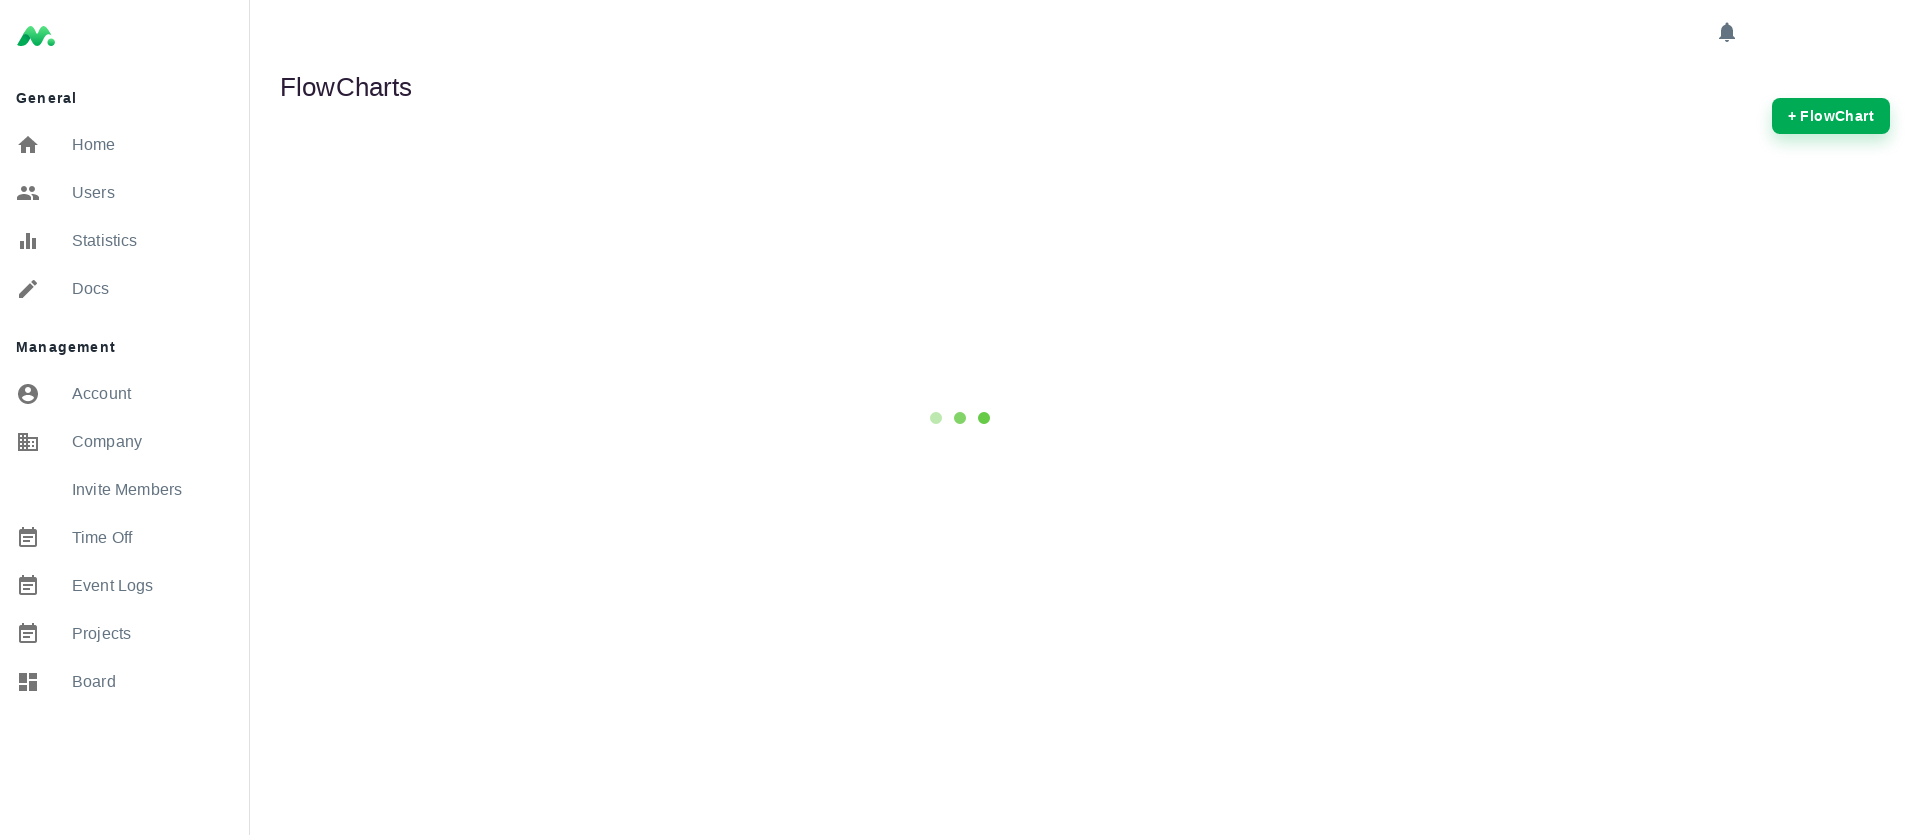 General
Home
Users
Statistics
Docs
Management
Account
Company
Invite Members
Time Off
Event Logs
Projects
Board
FlowCharts
+ FlowChart